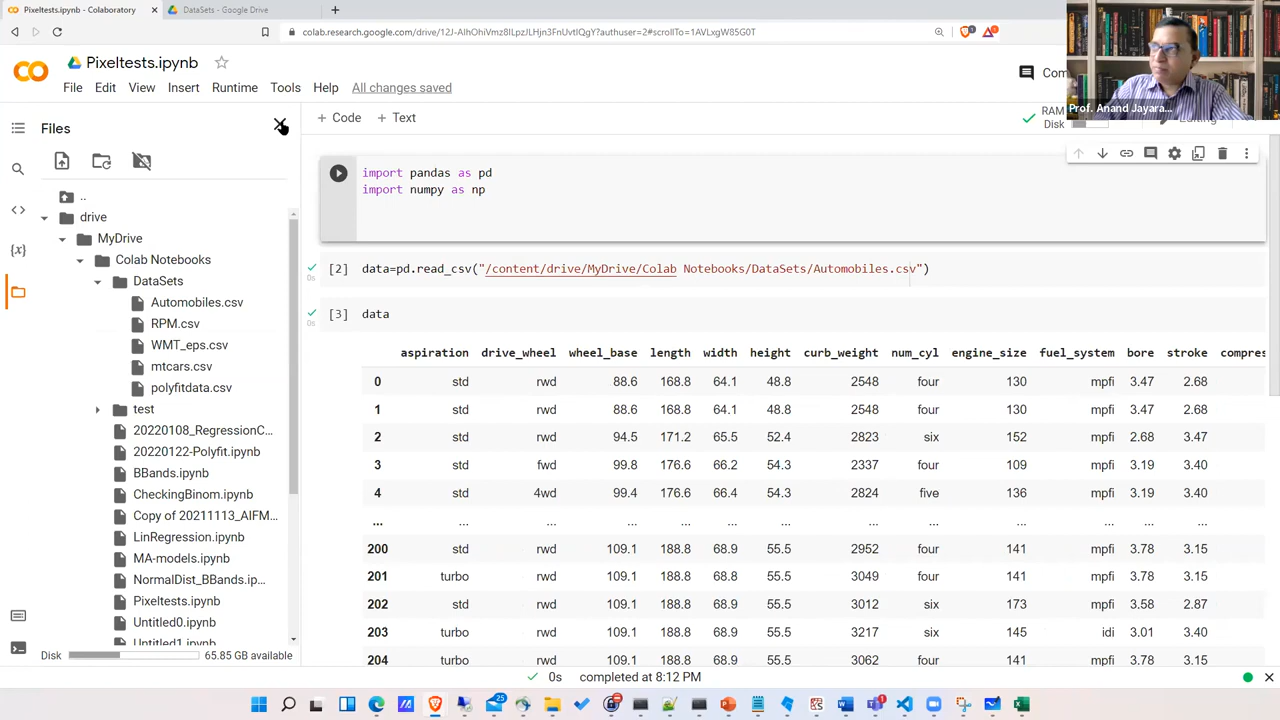 Pixeltests.ipynb - Colaboratory
DataSets - Google Drive
colab.research.google.com/drive/12J-AlhOhiVmz8ILpzJLHjn3FnUvtIQgY?authuser=2#scrollTo=1AVLxgW85G0T
Pixeltests.ipynb
File Edit View Insert Runtime Tools Help All changes saved
Prof. Anand Jayara...
Files
+ Code + Text
RAM
Disk
Editing
..
drive
MyDrive
Colab Notebooks
DataSets
Automobiles.csv
RPM.csv
WMT_eps.csv
mtcars.csv
polyfitdata.csv
test
20220108_RegressionC...
20220122-Polyfit.ipynb
BBands.ipynb
CheckingBinom.ipynb
Copy of 20211113_AIFM...
LinRegression.ipynb
MA-models.ipynb
NormalDist_BBands.ip...
Pixeltests.ipynb
Untitled0.ipynb
Untitled1.ipynb
Disk 65.85 GB available
import pandas as pd
import numpy as np
[2] data=pd.read_csv("/content/drive/MyDrive/Colab Notebooks/DataSets/Automobiles.csv")
0s
[3] data
0s
aspiration drive_wheel wheel_base length width height curb_weight num_cyl engine_size fuel_system bore stroke compres
0 std rwd 88.6 168.8 64.1 48.8 2548 four 130 mpfi 3.47 2.68
1 std rwd 88.6 168.8 64.1 48.8 2548 four 130 mpfi 3.47 2.68
2 std rwd 94.5 171.2 65.5 52.4 2823 six 152 mpfi 2.68 3.47
3 std fwd 99.8 176.6 66.2 54.3 2337 four 109 mpfi 3.19 3.40
4 std 4wd 99.4 176.6 66.4 54.3 2824 five 136 mpfi 3.19 3.40
... ... ... ... ... ... ... ... ... ... ... ... ...
200 std rwd 109.1 188.8 68.9 55.5 2952 four 141 mpfi 3.78 3.15
201 turbo rwd 109.1 188.8 68.8 55.5 3049 four 141 mpfi 3.78 3.15
202 std rwd 109.1 188.8 68.9 55.5 3012 six 173 mpfi 3.58 2.87
203 turbo rwd 109.1 188.8 68.9 55.5 3217 six 145 idi 3.01 3.40
204 turbo rwd 109.1 188.8 68.9 55.5 3062 four 141 mpfi 3.78 3.15
0s completed at 8:12 PM